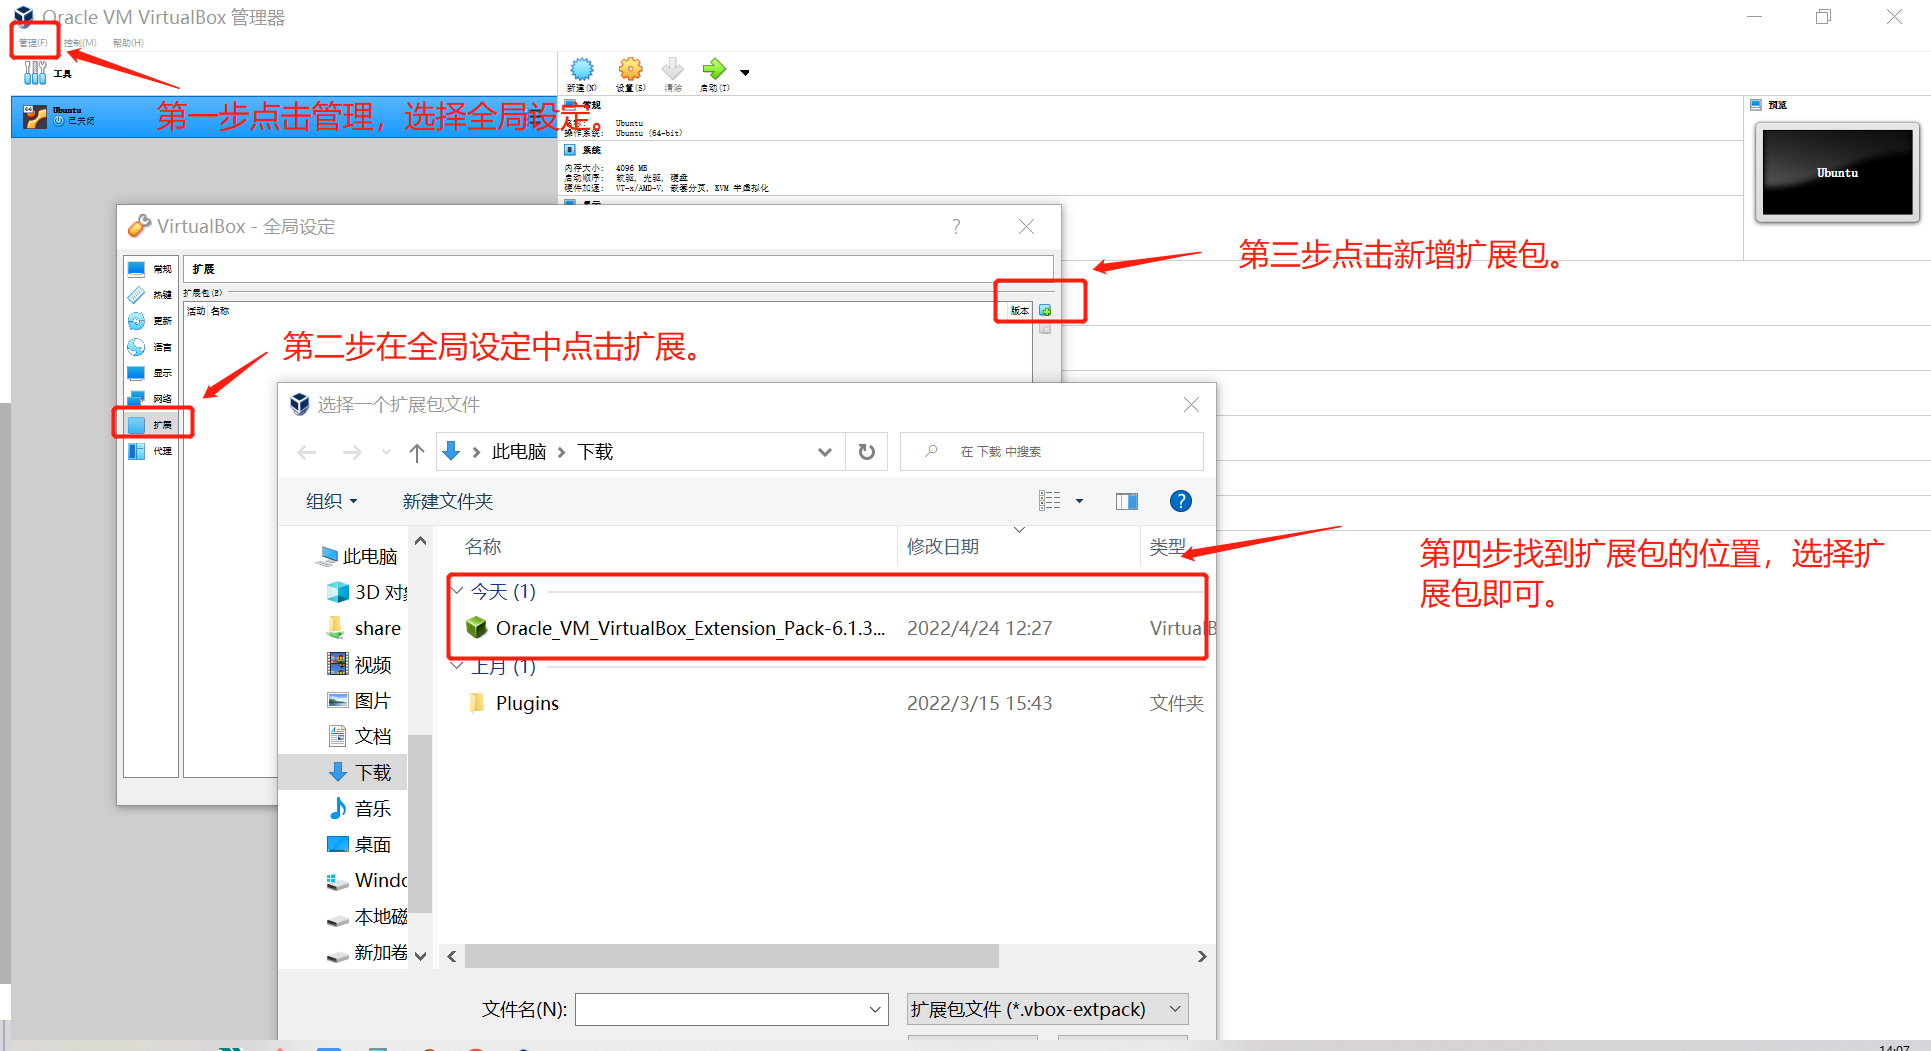 Oracle VM VirtualBox 管理器
管理(F) 控制(M) 帮助(H)
工具
新建(N) 设置(S) 清除 启动(T)
Ubuntu
已关闭
第一步点击管理，选择全局设定。
常规
Ubuntu
操作系统: Ubuntu (64-bit)
系统
内存大小: 4096 MB
启动顺序: 软驱, 光驱, 硬盘
硬件加速: VT-x/AMD-V, 嵌套分页, KVM 半虚拟化
显示
预览
Ubuntu
VirtualBox - 全局设定
?
常规
热键
更新
语言
显示
网络
扩展
代理
扩展
扩展包(E)
活动 名称 版本
第三步点击新增扩展包。
第二步在全局设定中点击扩展。
选择一个扩展包文件
此电脑 下载
在 下载 中搜索
组织 新建文件夹
?
此电脑
3D 对象
share
视频
图片
文档
下载
音乐
桌面
Windo
本地磁
新加卷
名称 修改日期 类型
今天 (1)
Oracle_VM_VirtualBox_Extension_Pack-6.1.3... 2022/4/24 12:27 VirtualB
上月 (1)
Plugins 2022/3/15 15:43 文件夹
第四步找到扩展包的位置，选择扩
展包即可。
文件名(N): 扩展包文件 (*.vbox-extpack)
14:07